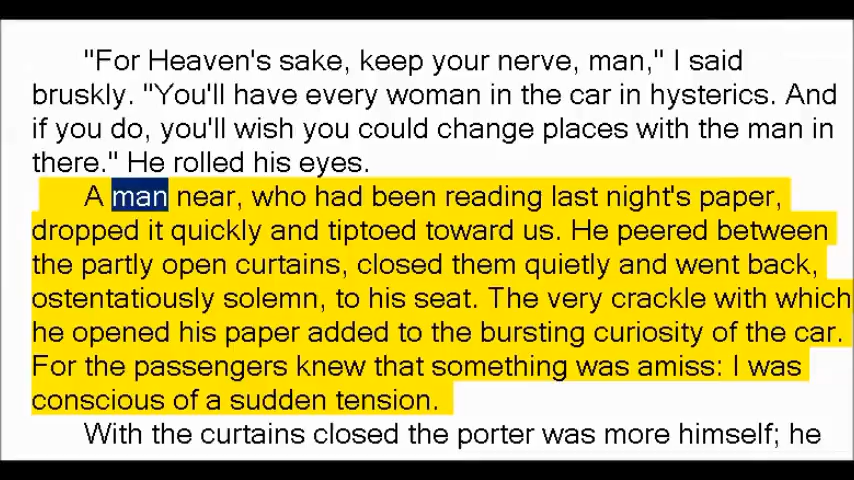 "For Heaven's sake, keep your nerve, man," I said
bruskly. "You'll have every woman in the car in hysterics. And
if you do, you'll wish you could change places with the man in
there." He rolled his eyes.
A man near, who had been reading last night's paper,
dropped it quickly and tiptoed toward us. He peered between
the partly open curtains, closed them quietly and went back,
ostentatiously solemn, to his seat. The very crackle with which
he opened his paper added to the bursting curiosity of the car.
For the passengers knew that something was amiss: I was
conscious of a sudden tension.
With the curtains closed the porter was more himself; he